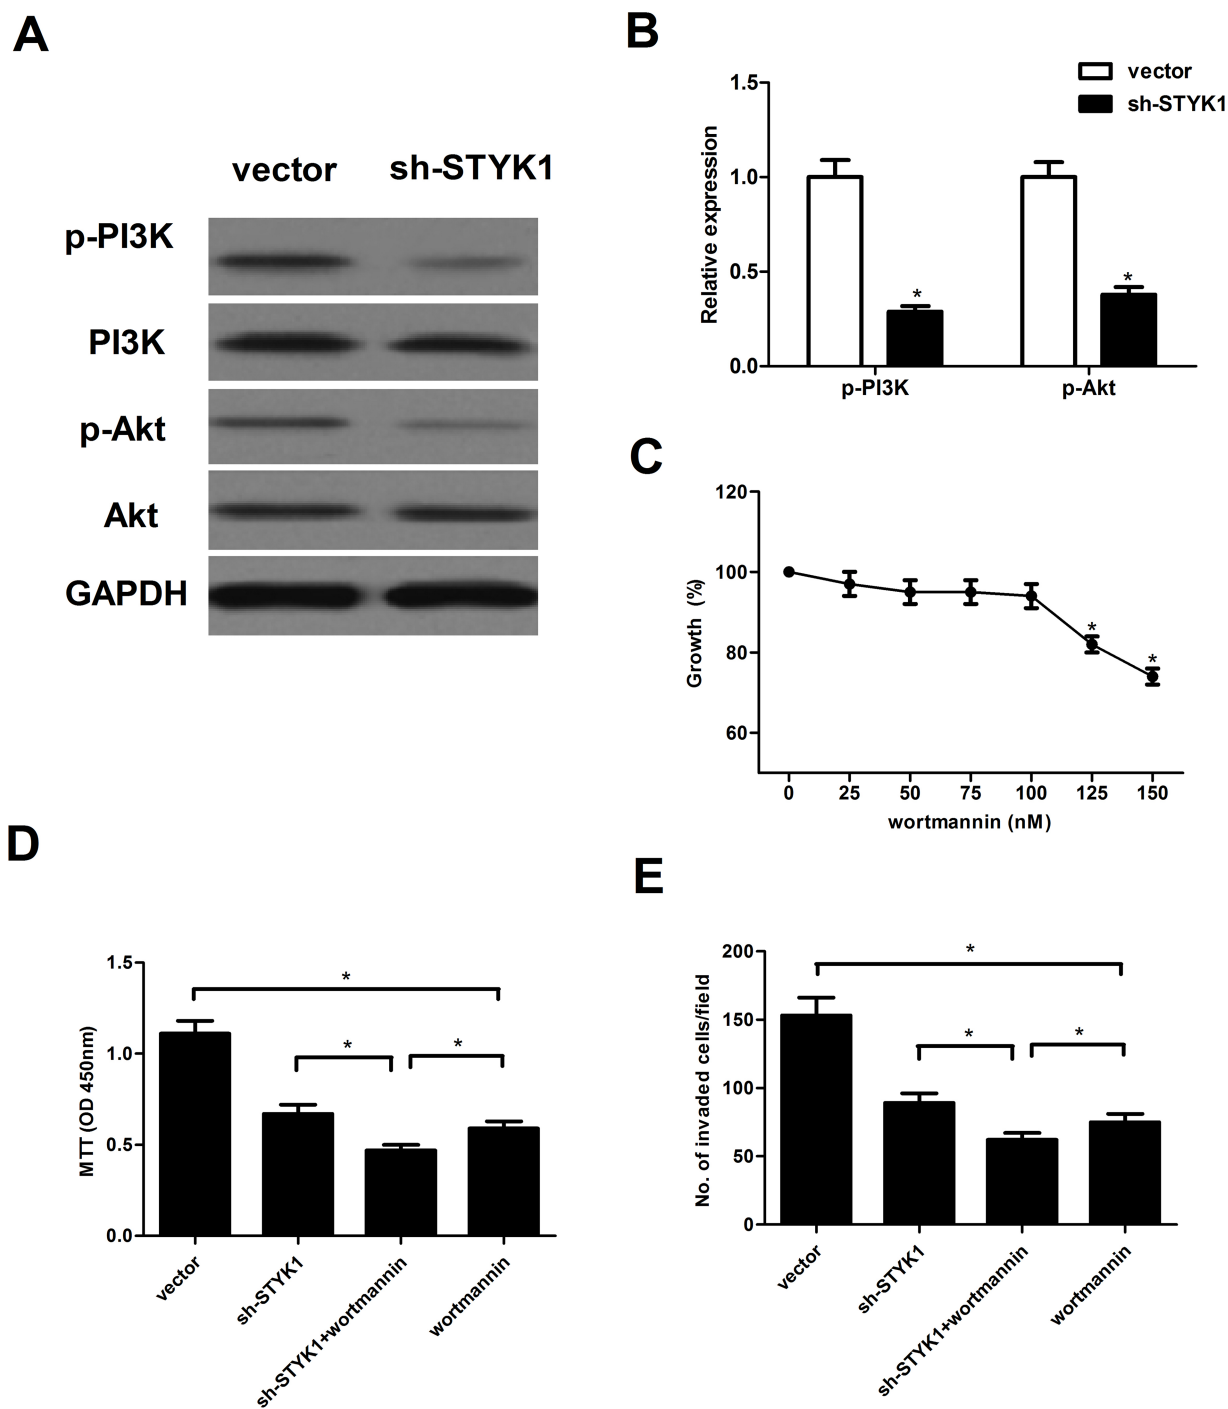 A
vector sh-STYK1
p-PI3K
PI3K
p-Akt
Akt
GAPDH
B
vector
sh-STYK1
Relative expression
1.5
1.0
0.5
0.0
*
*
p-PI3K p-Akt
C
Growth (%)
120
100
80
60
*
*
0 25 50 75 100 125 150
wortmannin (nM)
D
MTT (OD 450nm)
1.5
1.0
0.5
0.0
*
* *
vector
sh-STYK1
sh-STYK1+wortmannin
wortmannin
E
No. of invaded cells/field
200
150
100
50
0
*
* *
vector
sh-STYK1
sh-STYK1+wortmannin
wortmannin